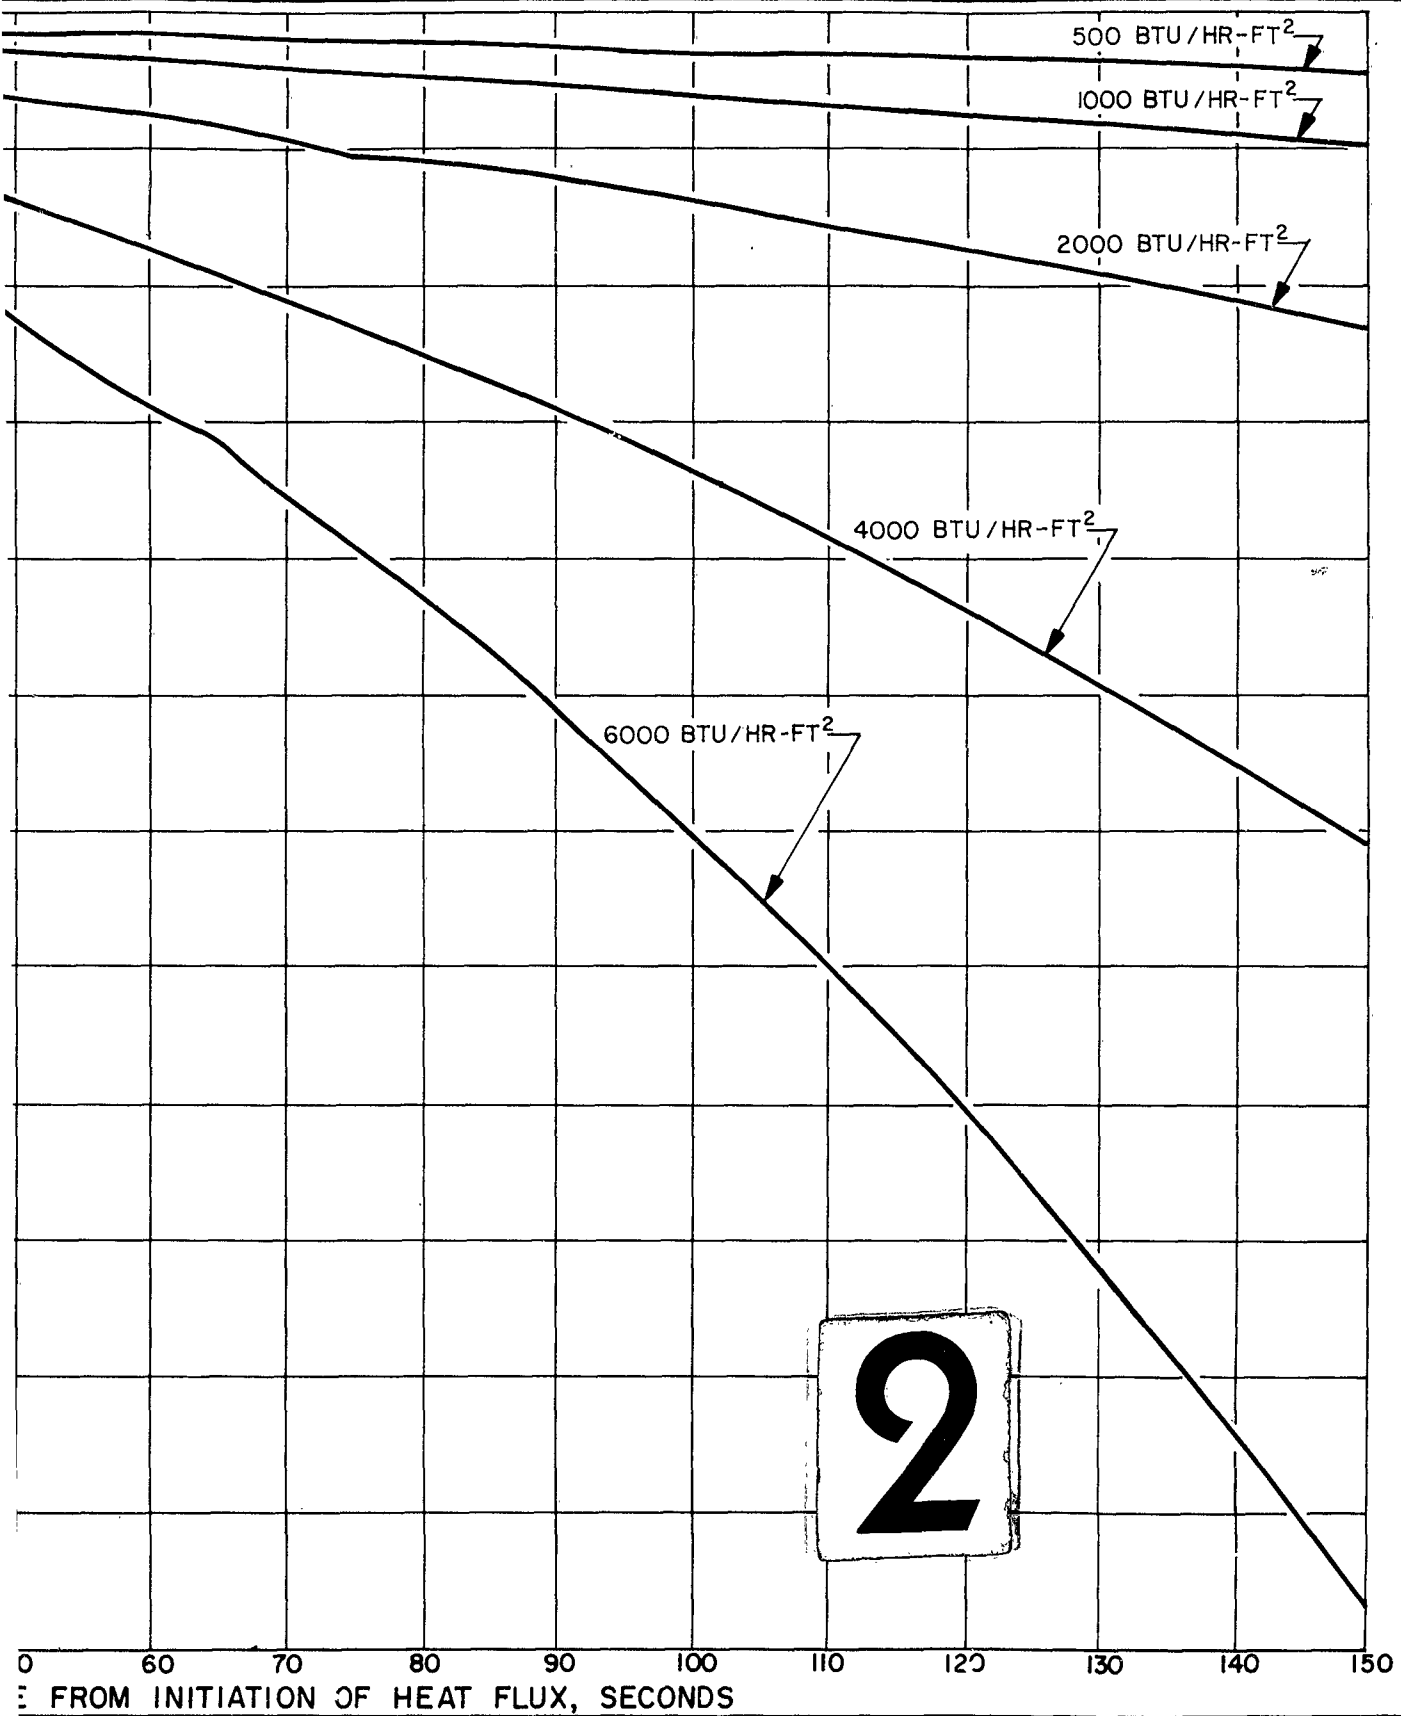 500 BTU/HR-FT²
1000 BTU/HR-FT²
2000 BTU/HR-FT²
4000 BTU/HR-FT²
6000 BTU/HR-FT²
2
0 60 70 80 90 100 110 120 130 140 150
FROM INITIATION OF HEAT FLUX, SECONDS